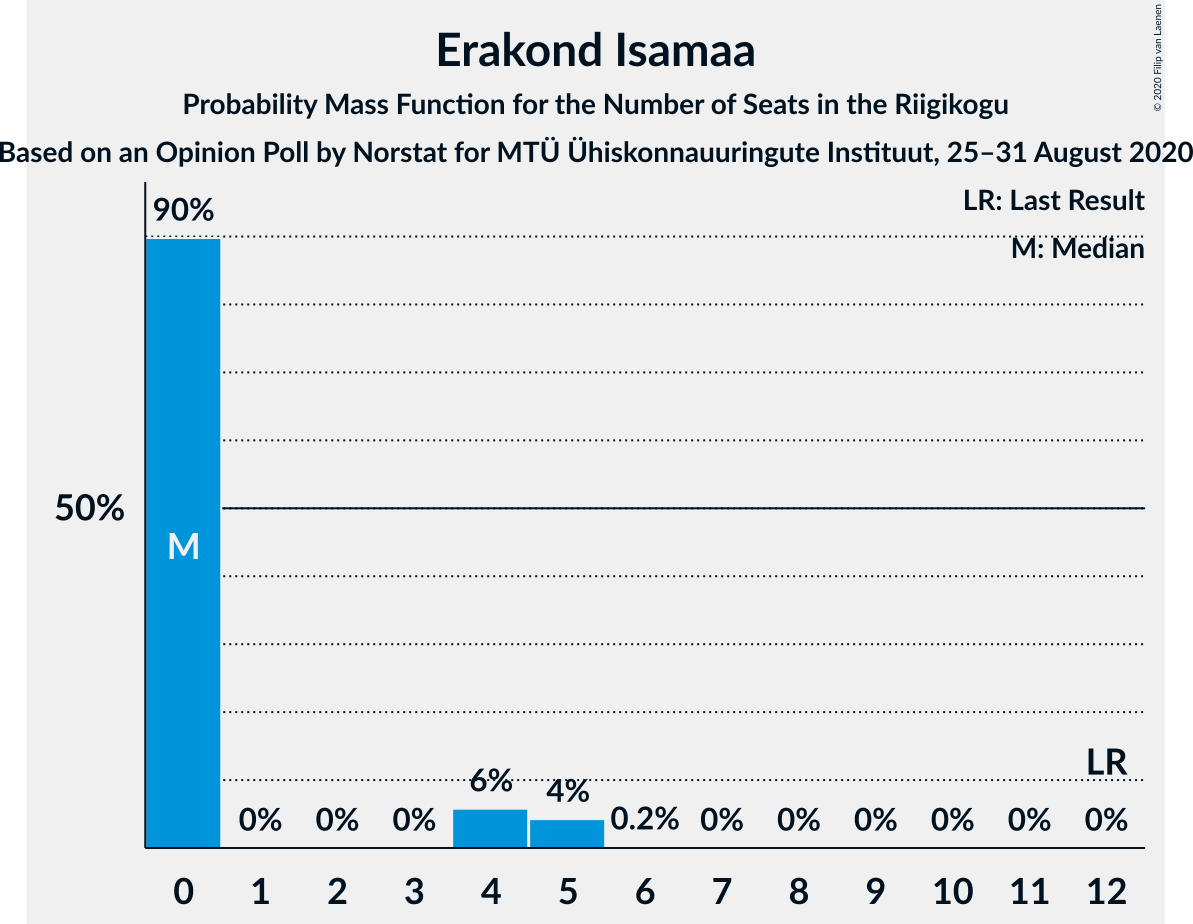 Erakond Isamaa
Probability Mass Function for the Number of Seats in the Riigikogu
Based on an Opinion Poll by Norstat for MTÜ Ühiskonnauuringute Instituut, 25–31 August 2020
© 2020 Filip van Laenen
LR: Last Result
M: Median
90%
50%
M
LR
6%
4%
0% 0% 0% 0.2% 0% 0% 0% 0% 0% 0%
0 1 2 3 4 5 6 7 8 9 10 11 12